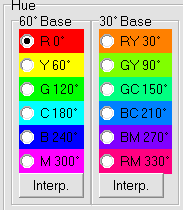 Hue
60° Base
R 0°
Y 60°
G 120°
C 180°
B 240°
M 300°
Interp.
30° Base
RY 30°
GY 90°
GC 150°
BC 210°
BM 270°
RM 330°
Interp.